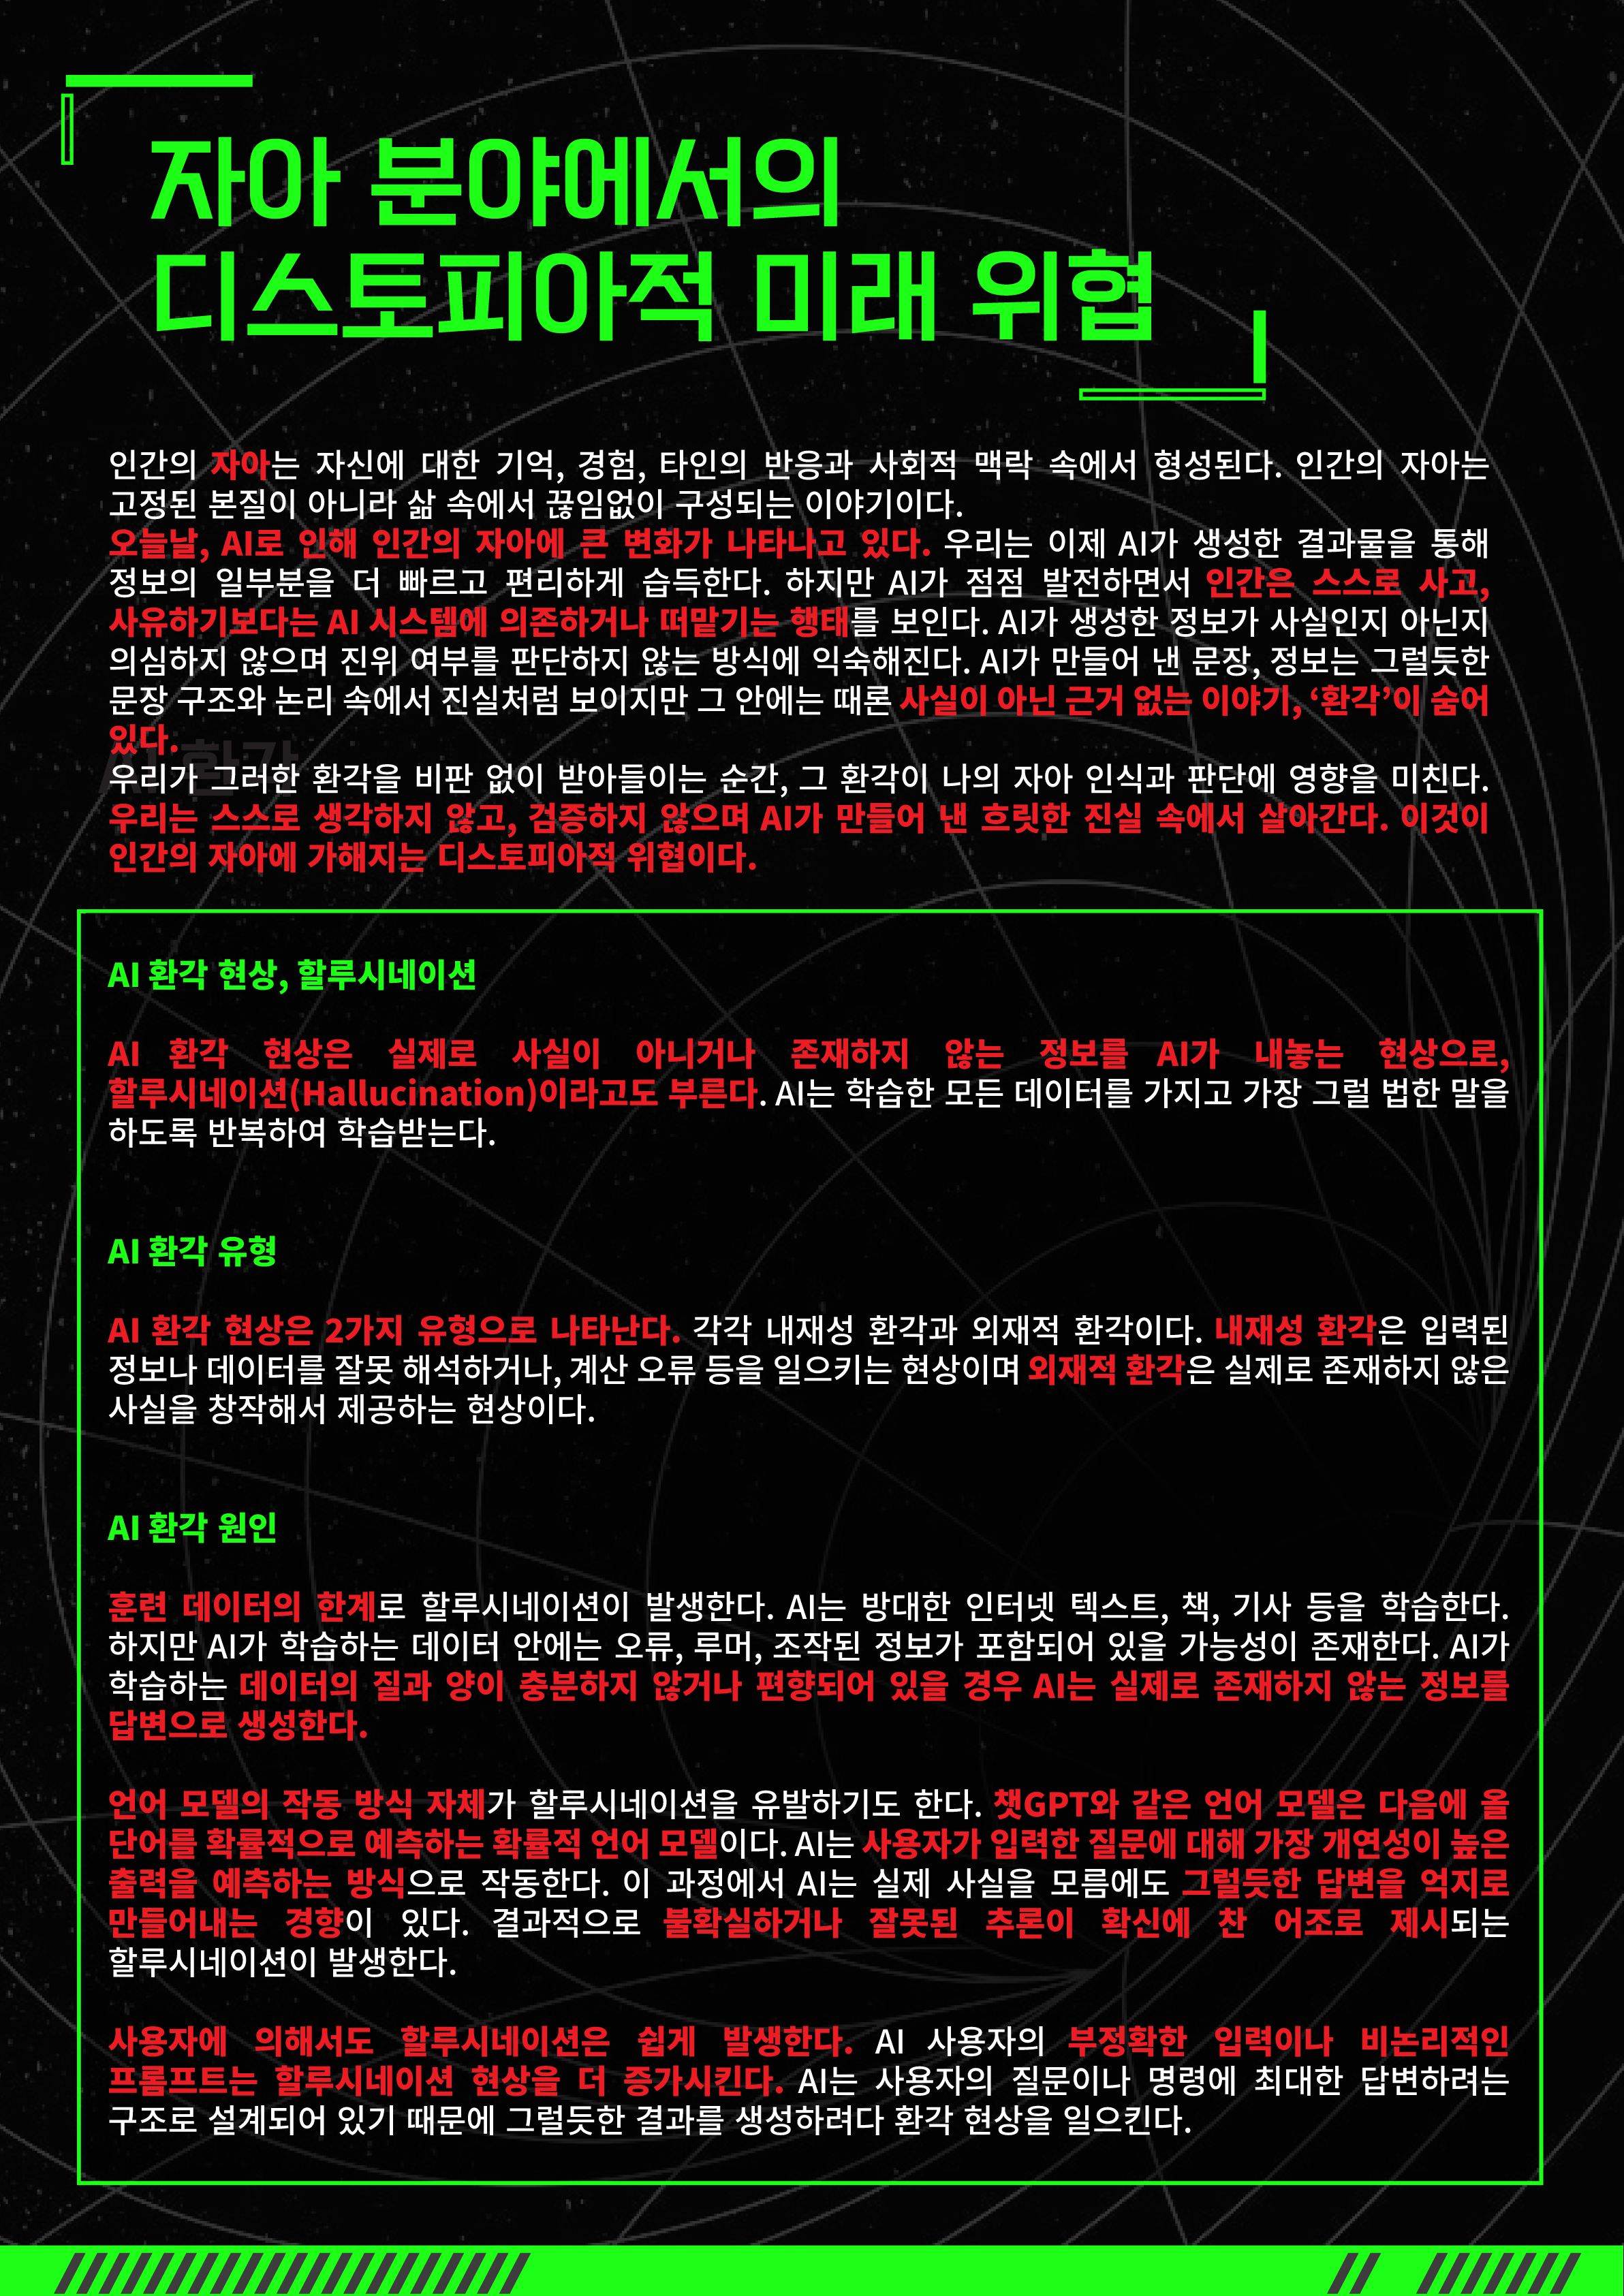 자아 분야에서의
디스토피아적 미래 위협
인간의 자아는 자신에 대한 기억, 경험, 타인의 반응과 사회적 맥락 속에서 형성된다. 인간의 자아는
고정된 본질이 아니라 삶 속에서 끊임없이 구성되는 이야기이다.
오늘날, AI로 인해 인간의 자아에 큰 변화가 나타나고 있다. 우리는 이제 AI가 생성한 결과물을 통해
정보의 일부분을 더 빠르고 편리하게 습득한다. 하지만 AI가 점점 발전하면서 인간은 스스로 사고,
사유하기보다는 AI 시스템에 의존하거나 떠맡기는 행태를 보인다. AI가 생성한 정보가 사실인지 아닌지
의심하지 않으며 진위 여부를 판단하지 않는 방식에 익숙해진다. AI가 만들어 낸 문장, 정보는 그럴듯한
문장 구조와 논리 속에서 진실처럼 보이지만 그 안에는 때론 사실이 아닌 근거 없는 이야기, ‘환각’이 숨어
있다.
AI 환각
우리가 그러한 환각을 비판 없이 받아들이는 순간, 그 환각이 나의 자아 인식과 판단에 영향을 미친다.
우리는 스스로 생각하지 않고, 검증하지 않으며 AI가 만들어 낸 흐릿한 진실 속에서 살아간다. 이것이
인간의 자아에 가해지는 디스토피아적 위협이다.
AI 환각 현상, 할루시네이션
AI 환각 현상은 실제로 사실이 아니거나 존재하지 않는 정보를 AI가 내놓는 현상으로,
할루시네이션(Hallucination)이라고도 부른다. AI는 학습한 모든 데이터를 가지고 가장 그럴 법한 말을
하도록 반복하여 학습받는다.
AI 환각 유형
AI 환각 현상은 2가지 유형으로 나타난다. 각각 내재성 환각과 외재적 환각이다. 내재성 환각은 입력된
정보나 데이터를 잘못 해석하거나, 계산 오류 등을 일으키는 현상이며 외재적 환각은 실제로 존재하지 않은
사실을 창작해서 제공하는 현상이다.
AI 환각 원인
훈련 데이터의 한계로 할루시네이션이 발생한다. AI는 방대한 인터넷 텍스트, 책, 기사 등을 학습한다.
하지만 AI가 학습하는 데이터 안에는 오류, 루머, 조작된 정보가 포함되어 있을 가능성이 존재한다. AI가
학습하는 데이터의 질과 양이 충분하지 않거나 편향되어 있을 경우 AI는 실제로 존재하지 않는 정보를
답변으로 생성한다.
언어 모델의 작동 방식 자체가 할루시네이션을 유발하기도 한다. 챗GPT와 같은 언어 모델은 다음에 올
단어를 확률적으로 예측하는 확률적 언어 모델이다. AI는 사용자가 입력한 질문에 대해 가장 개연성이 높은
출력을 예측하는 방식으로 작동한다. 이 과정에서 AI는 실제 사실을 모름에도 그럴듯한 답변을 억지로
만들어내는 경향이 있다. 결과적으로 불확실하거나 잘못된 추론이 확신에 찬 어조로 제시되는
할루시네이션이 발생한다.
사용자에 의해서도 할루시네이션은 쉽게 발생한다. AI 사용자의 부정확한 입력이나 비논리적인
프롬프트는 할루시네이션 현상을 더 증가시킨다. AI는 사용자의 질문이나 명령에 최대한 답변하려는
구조로 설계되어 있기 때문에 그럴듯한 결과를 생성하려다 환각 현상을 일으킨다.